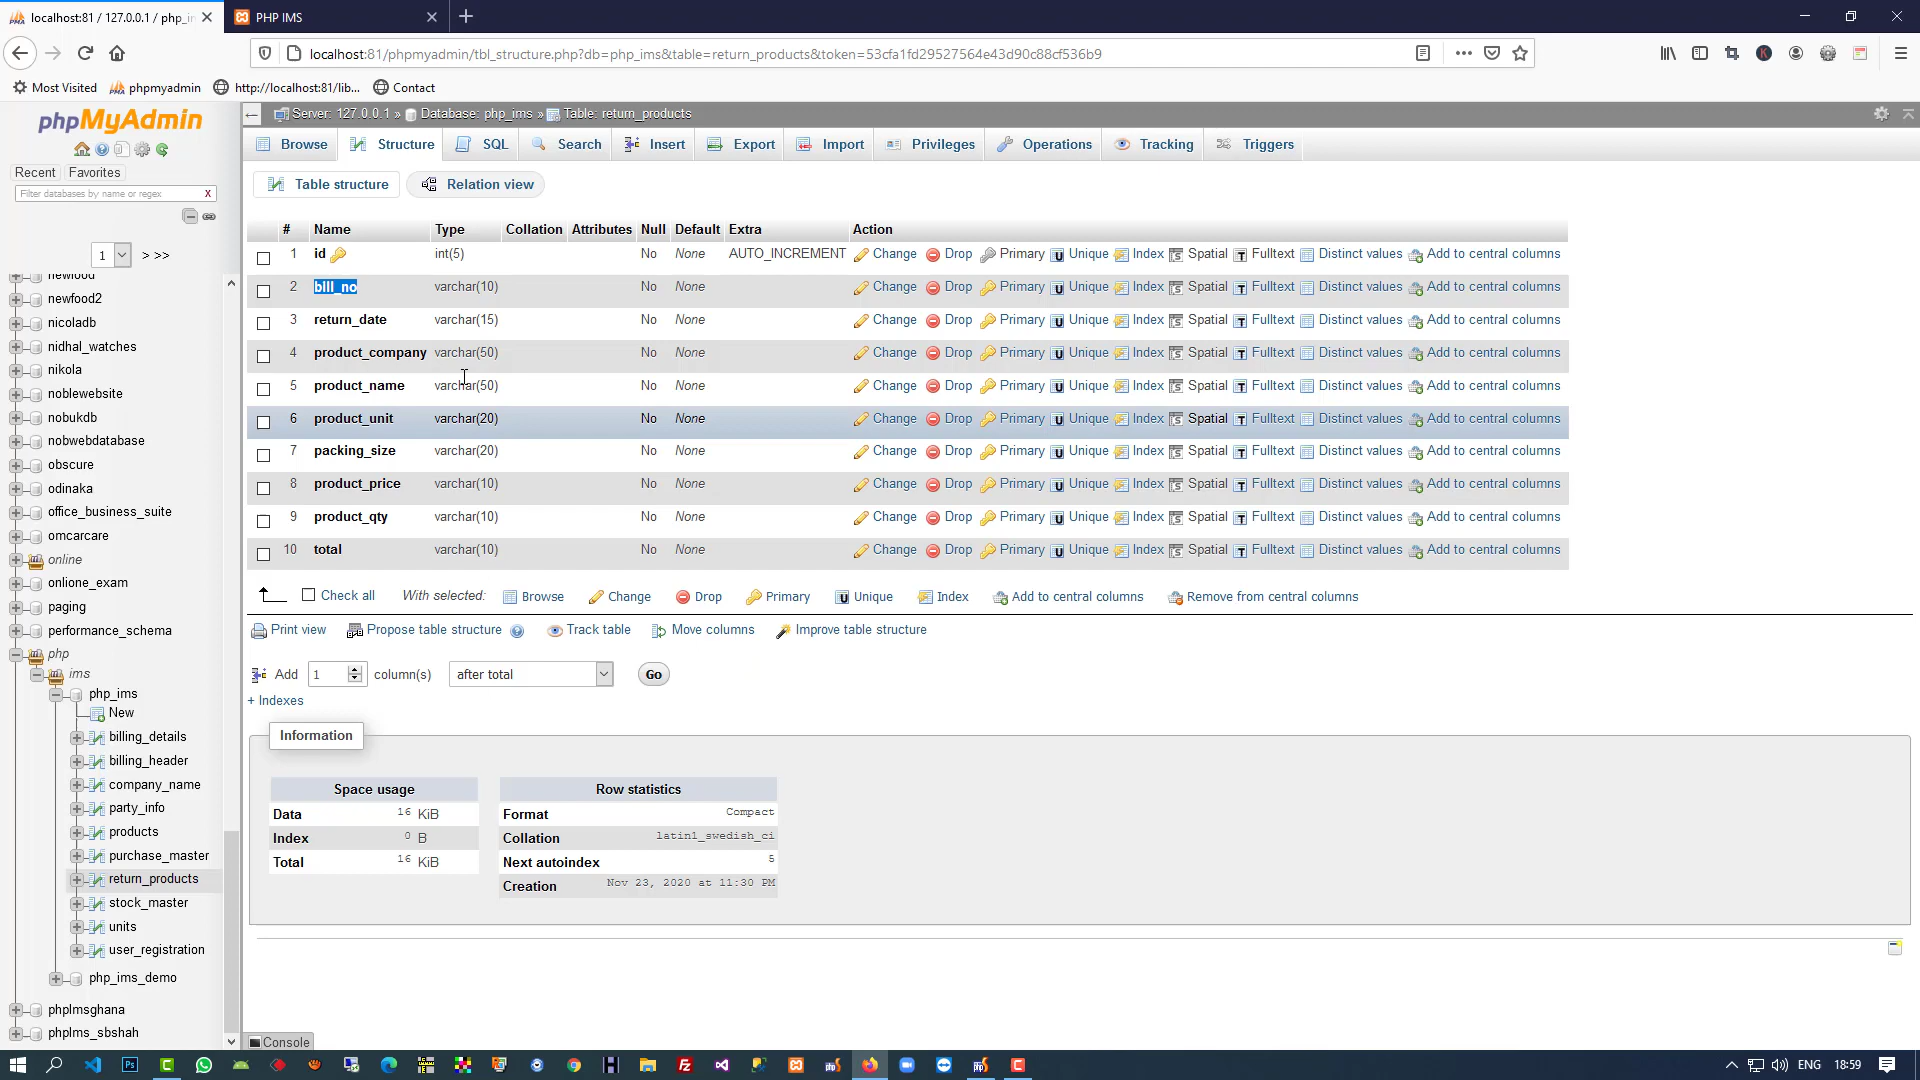 localhost:81 / 127.0.0.1 / php_in
PHP IMS
localhost:81/phpmyadmin/tbl_structure.php?db=php_ims&table=return_products&token=53cfa1fd29527564e43d90c88cf536b9
Most Visited phpmyadmin http://localhost:81/lib... Contact
phpMyAdmin
Recent Favorites
Filter databases by name or regex X
1 > >>
newfood
newfood2
nicoladb
nidhal_watches
nikola
noblewebsite
nobukdb
nobwebdatabase
obscure
odinaka
office_business_suite
omcarcare
online
onlione_exam
paging
performance_schema
php
ims
php_ims
New
billing_details
billing_header
company_name
party_info
products
purchase_master
return_products
stock_master
units
user_registration
php_ims_demo
phplmsghana
phplms_sbshah
Server: 127.0.0.1 » Database: php_ims » Table: return_products
Browse Structure SQL Search Insert Export Import Privileges Operations Tracking Triggers
Table structure Relation view
# Name Type Collation Attributes Null Default Extra Action
1 id int(5) No None AUTO_INCREMENT Change Drop Primary Unique Index Spatial Fulltext Distinct values Add to central columns
2 bill_no varchar(10) No None Change Drop Primary Unique Index Spatial Fulltext Distinct values Add to central columns
3 return_date varchar(15) No None Change Drop Primary Unique Index Spatial Fulltext Distinct values Add to central columns
4 product_company varchar(50) No None Change Drop Primary Unique Index Spatial Fulltext Distinct values Add to central columns
5 product_name varchar(50) No None Change Drop Primary Unique Index Spatial Fulltext Distinct values Add to central columns
6 product_unit varchar(20) No None Change Drop Primary Unique Index Spatial Fulltext Distinct values Add to central columns
7 packing_size varchar(20) No None Change Drop Primary Unique Index Spatial Fulltext Distinct values Add to central columns
8 product_price varchar(10) No None Change Drop Primary Unique Index Spatial Fulltext Distinct values Add to central columns
9 product_qty varchar(10) No None Change Drop Primary Unique Index Spatial Fulltext Distinct values Add to central columns
10 total varchar(10) No None Change Drop Primary Unique Index Spatial Fulltext Distinct values Add to central columns
Check all With selected: Browse Change Drop Primary Unique Index Add to central columns Remove from central columns
Print view Propose table structure Track table Move columns Improve table structure
Add 1 column(s) after total Go
+ Indexes
Information
Space usage
Data 16 KiB
Index 0 B
Total 16 KiB
Row statistics
Format Compact
Collation latin1_swedish_ci
Next autoindex 5
Creation Nov 23, 2020 at 11:30 PM
Console
ENG 18:59